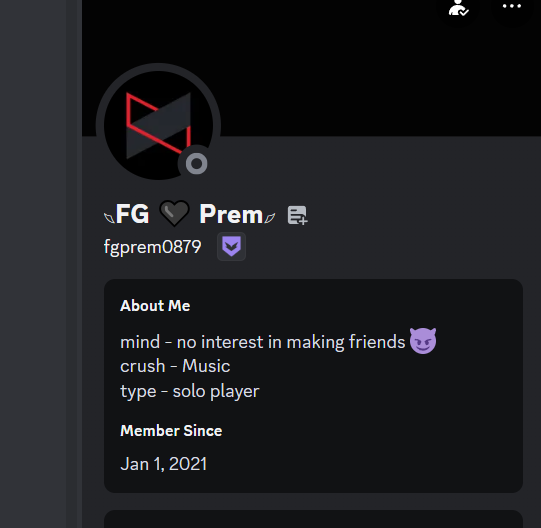 FG 🖤 Prem
fgprem0879
About Me
mind - no interest in making friends 😈
crush - Music
type - solo player
Member Since
Jan 1, 2021